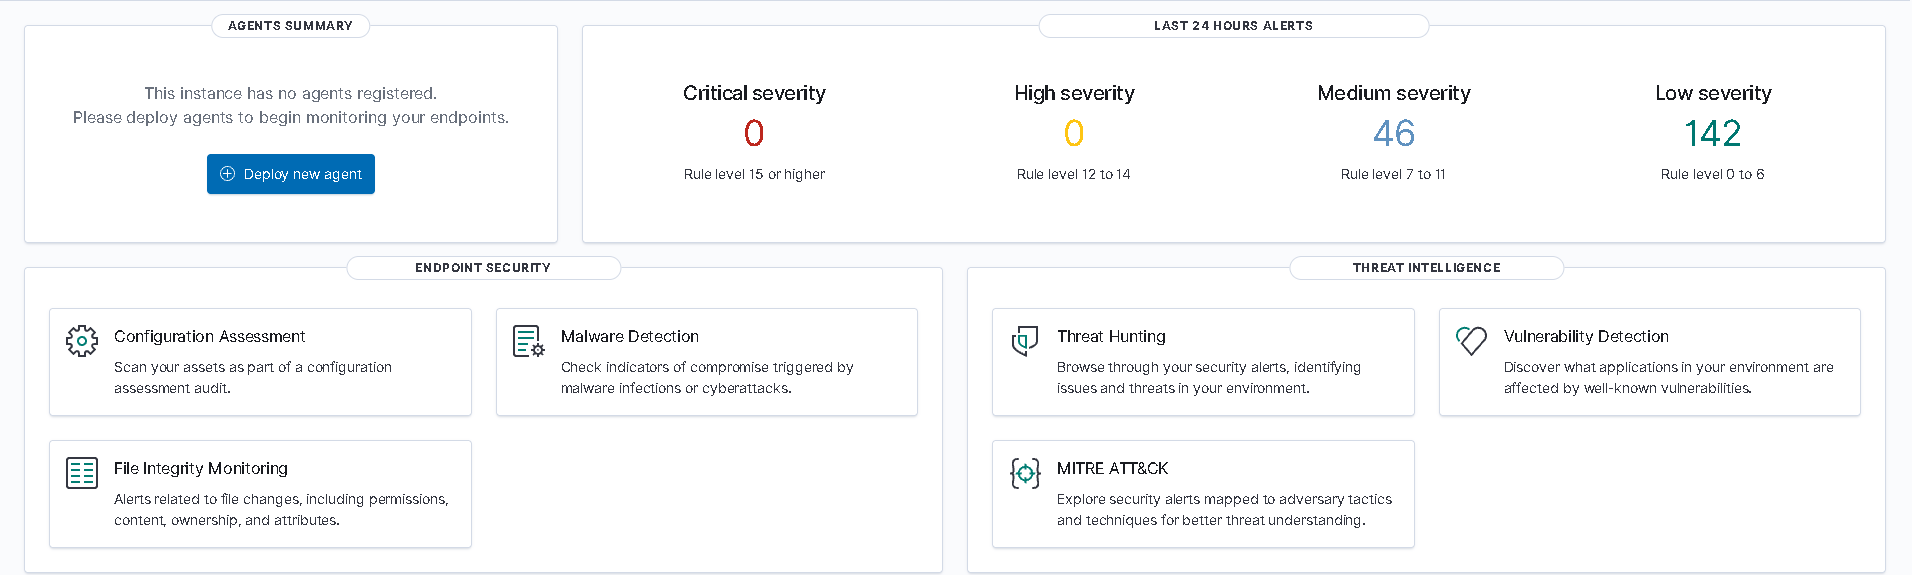 AGENTS SUMMARY
This instance has no agents registered.
Please deploy agents to begin monitoring your endpoints.
Deploy new agent
LAST 24 HOURS ALERTS
Critical severity
0
Rule level 15 or higher
High severity
0
Rule level 12 to 14
Medium severity
46
Rule level 7 to 11
Low severity
142
Rule level 0 to 6
ENDPOINT SECURITY
Configuration Assessment
Scan your assets as part of a configuration
assessment audit.
Malware Detection
Check indicators of compromise triggered by
malware infections or cyberattacks.
File Integrity Monitoring
Alerts related to file changes, including permissions,
content, ownership, and attributes.
THREAT INTELLIGENCE
Threat Hunting
Browse through your security alerts, identifying
issues and threats in your environment.
Vulnerability Detection
Discover what applications in your environment are
affected by well-known vulnerabilities.
MITRE ATT&CK
Explore security alerts mapped to adversary tactics
and techniques for better threat understanding.